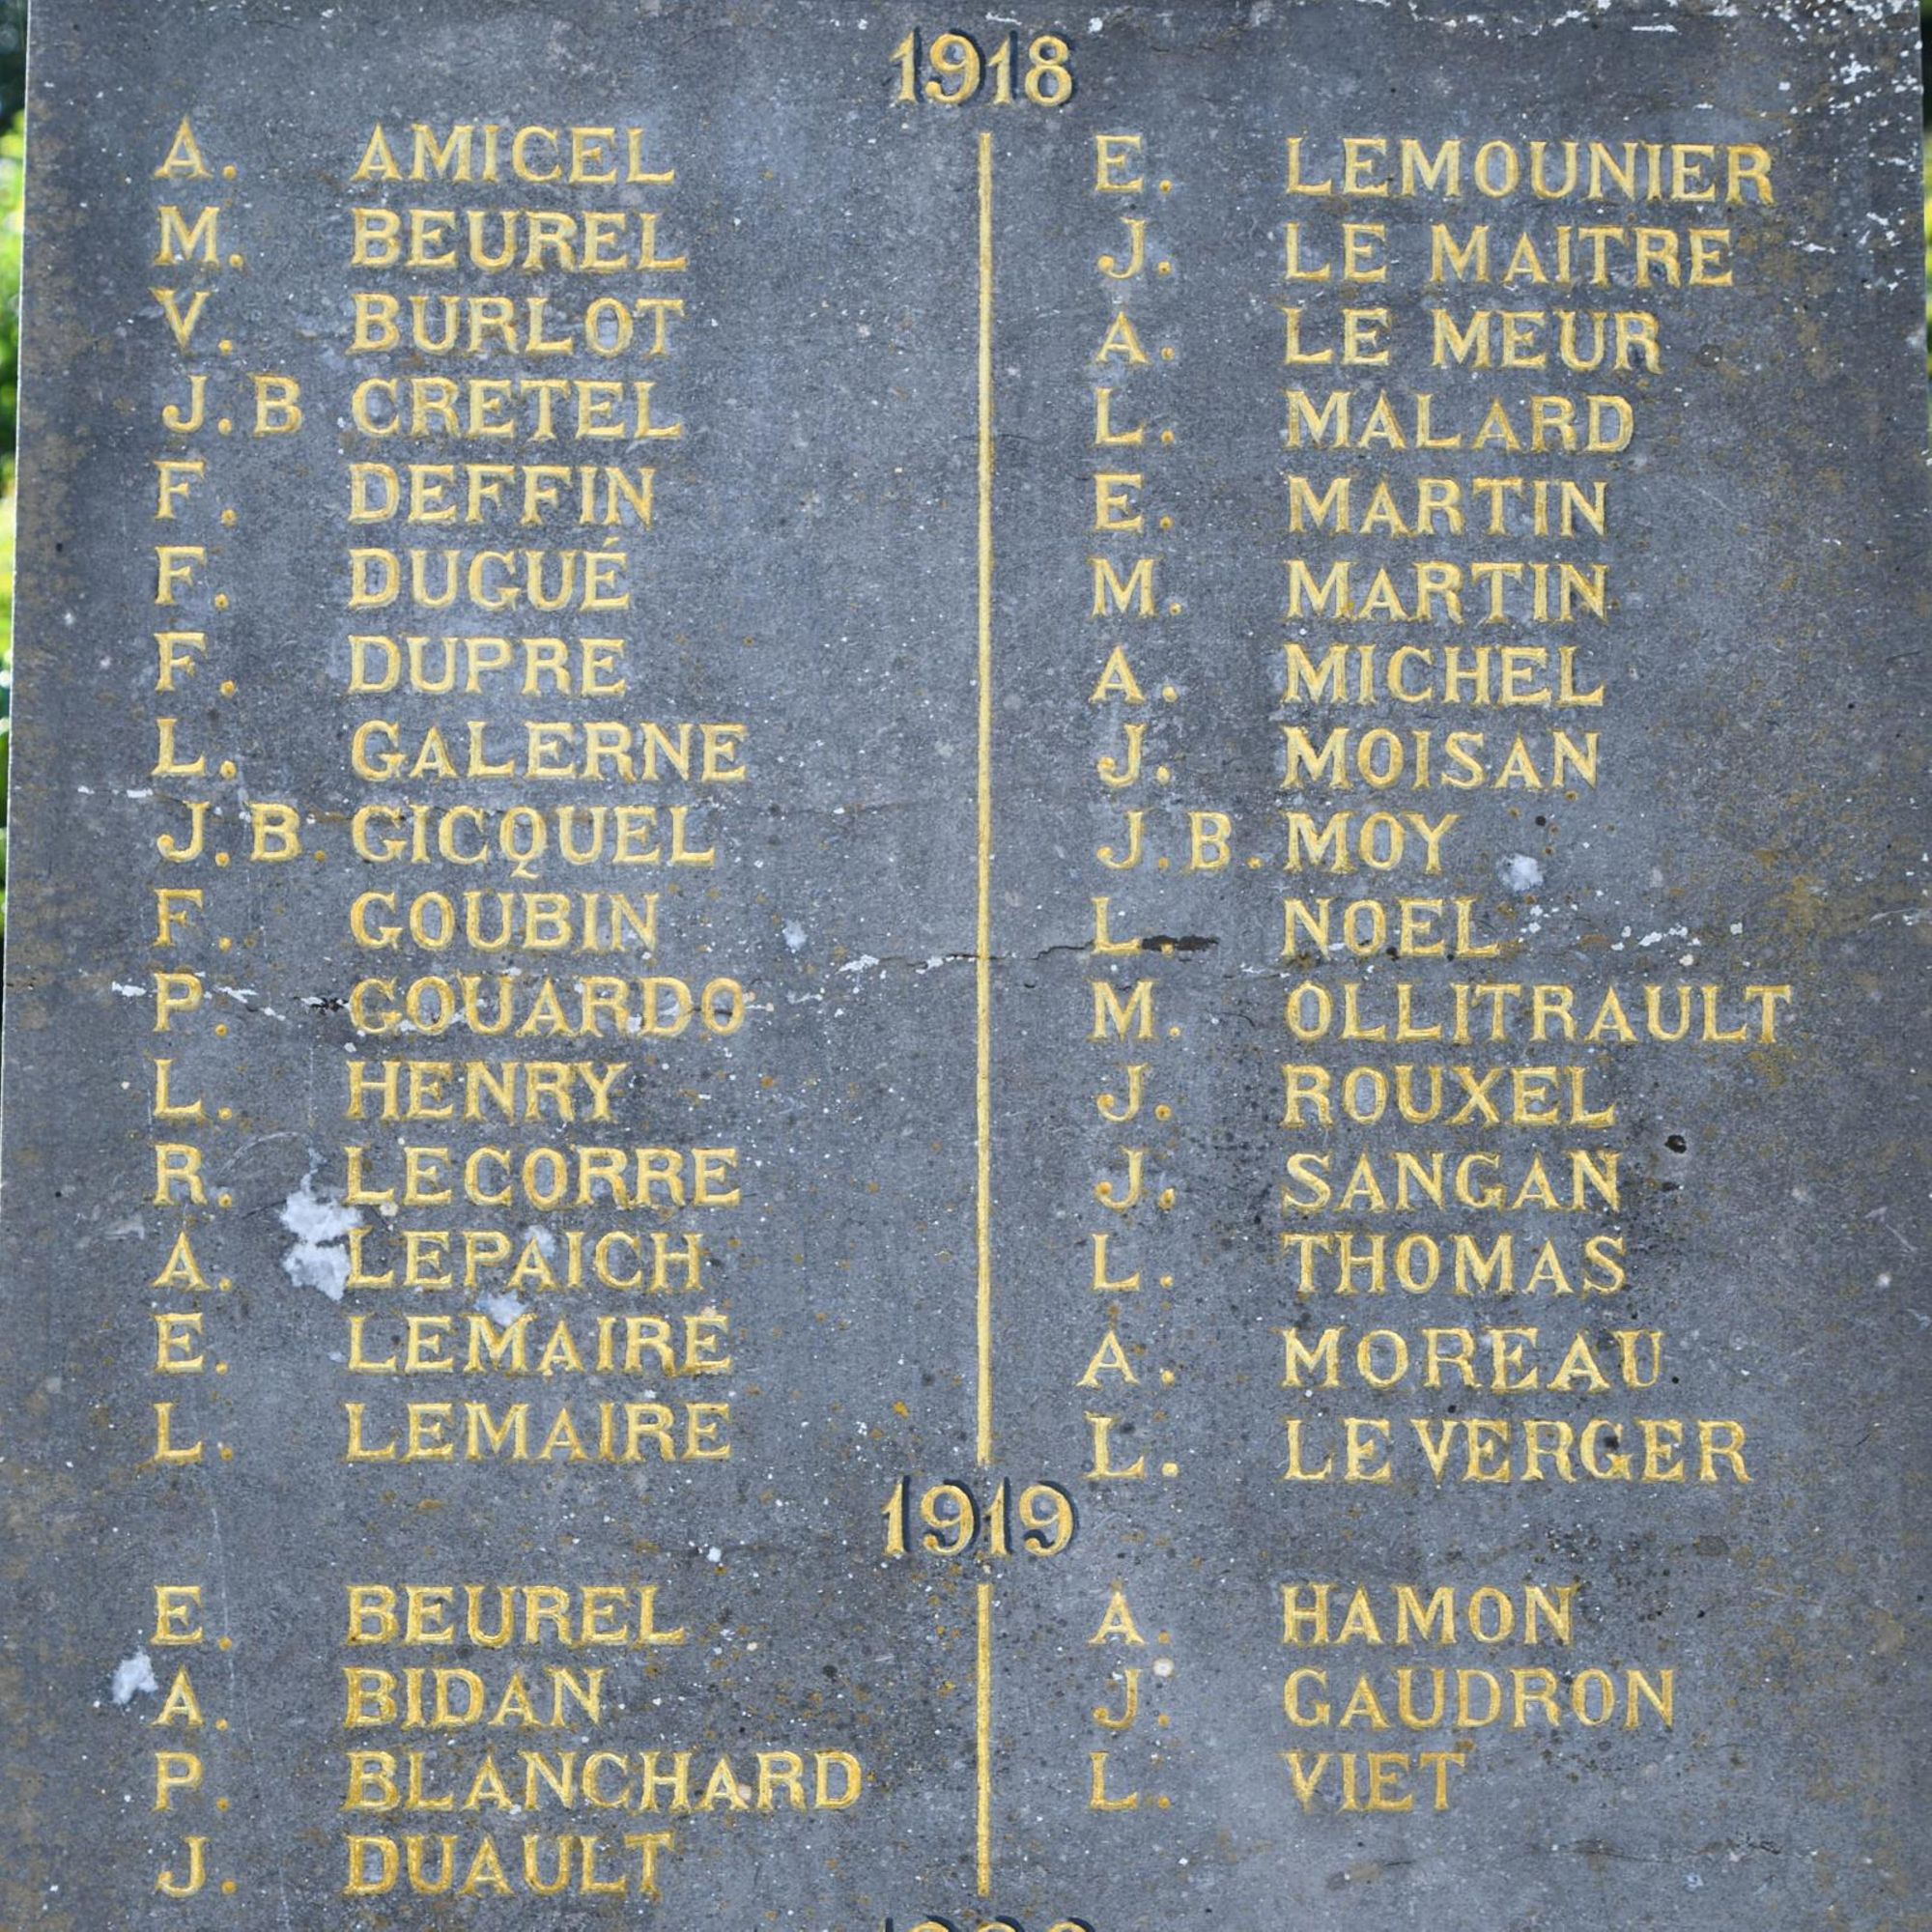 1918
A. AMICEL
M. BEUREL
V. BURLOT
J.B CRETEL
F. DEFFIN
F. DUGUÉ
F. DUPRE
L. GALERNE
J.B. GICQUEL
F. GOUBIN
P. GOUARDO
L. HENRY
R. LECORRE
A. LEPAICH
E. LEMAIRE
L. LEMAIRE
E. LEMOUNIER
J. LE MAITRE
A. LE MEUR
L. MALARD
E. MARTIN
M. MARTIN
A. MICHEL
J. MOISAN
J.B. MOY
L. NOEL
M. OLLITRAULT
J. ROUXEL
J. SANGAN
L. THOMAS
A. MOREAU
L. LE VERGER
1919
E. BEUREL
A. BIDAN
P. BLANCHARD
J. DUAULT
A. HAMON
J. GAUDRON
L. VIET